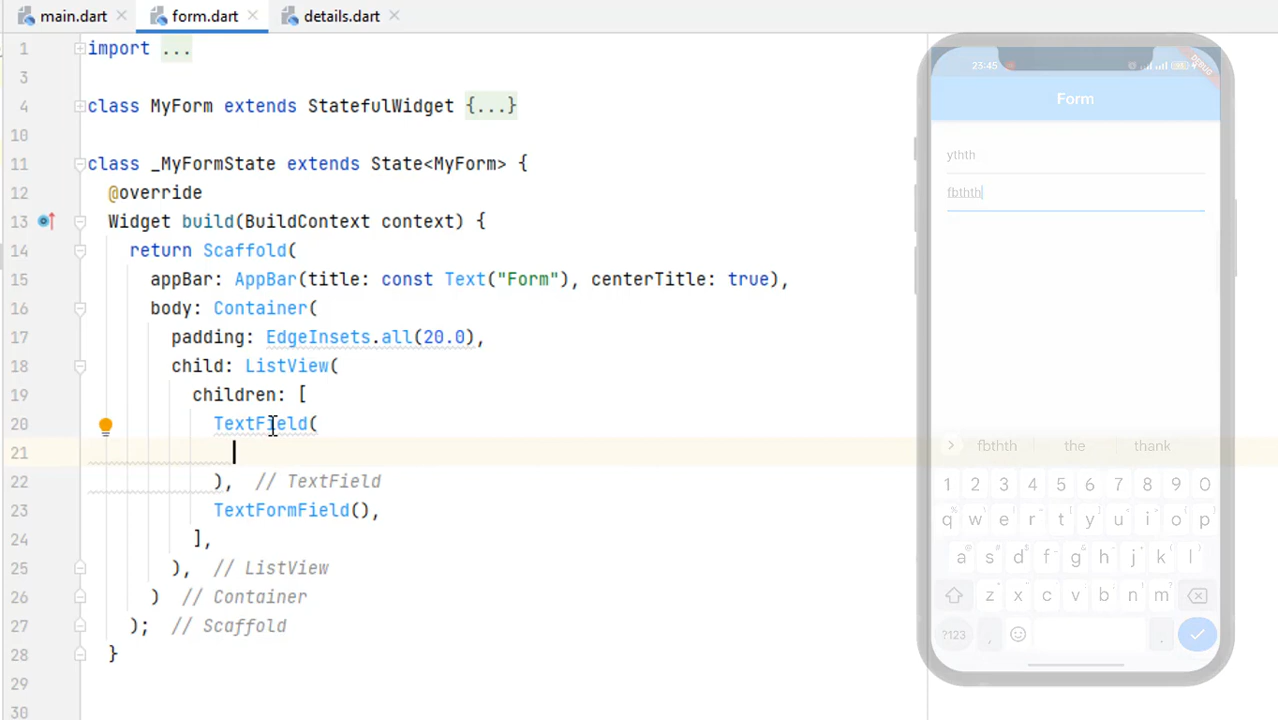 main.dart
form.dart
details.dart
1 import ...
3
4 class MyForm extends StatefulWidget {...}
10
11 class _MyFormState extends State<MyForm> {
12 @override
13 Widget build(BuildContext context) {
14 return Scaffold(
15 appBar: AppBar(title: const Text("Form"), centerTitle: true),
16 body: Container(
17 padding: EdgeInsets.all(20.0),
18 child: ListView(
19 children: [
20 TextField(
21
22 ), // TextField
23 TextFormField(),
24 ],
25 ), // ListView
26 ) // Container
27 ); // Scaffold
28 }
29
30
23:45
DEBUG
Form
ythth
fbthth
fbthth the thank
1 2 3 4 5 6 7 8 9 0
q w e r t y u i o p
a s d f g h j k l
z x c v b n m
?123 , .